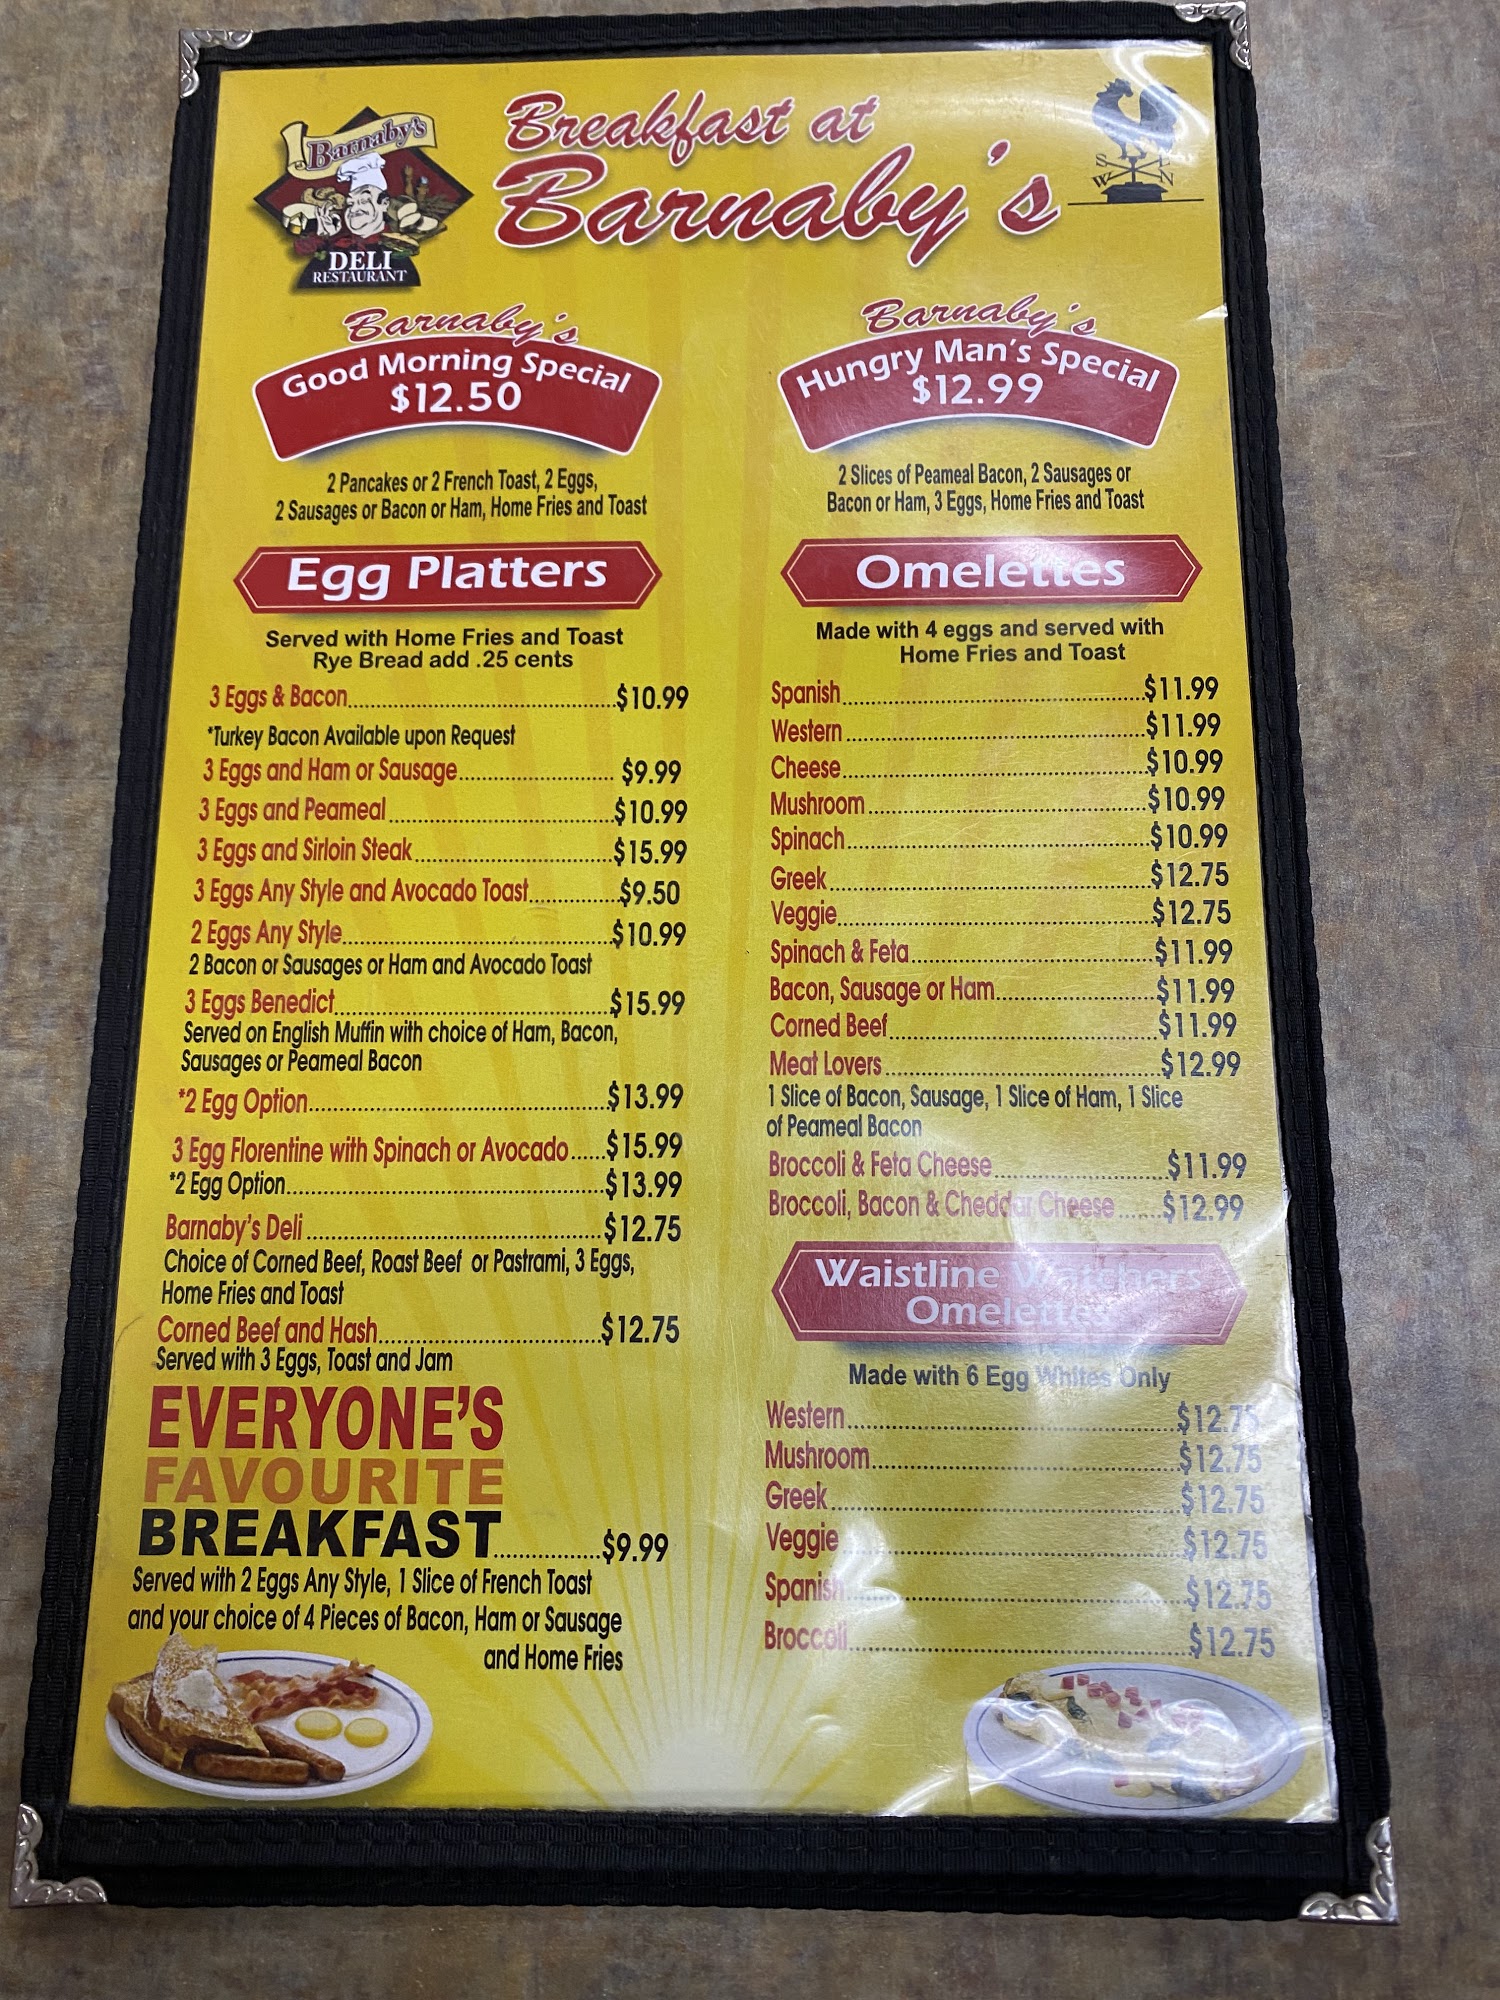 Barnaby's
DELI
RESTAURANT
Breakfast at
Barnaby's
S E
W N
Barnaby's
Good Morning Special
$12.50
2 Pancakes or 2 French Toast, 2 Eggs,
2 Sausages or Bacon or Ham, Home Fries and Toast
Egg Platters
Served with Home Fries and Toast
Rye Bread add .25 cents
3 Eggs & Bacon..........$10.99
*Turkey Bacon Available upon Request
3 Eggs and Ham or Sausage.......... $9.99
3 Eggs and Peameal..........$10.99
3 Eggs and Sirloin Steak..........$15.99
3 Eggs Any Style and Avocado Toast..........$9.50
2 Eggs Any Style..........$10.99
2 Bacon or Sausages or Ham and Avocado Toast
3 Eggs Benedict..........$15.99
Served on English Muffin with choice of Ham, Bacon,
Sausages or Peameal Bacon
*2 Egg Option..........$13.99
3 Egg Florentine with Spinach or Avocado......$15.99
*2 Egg Option..........$13.99
Barnaby's Deli..........$12.75
Choice of Corned Beef, Roast Beef or Pastrami, 3 Eggs,
Home Fries and Toast
Corned Beef and Hash..........$12.75
Served with 3 Eggs, Toast and Jam
EVERYONE'S
FAVOURITE
BREAKFAST..........$9.99
Served with 2 Eggs Any Style, 1 Slice of French Toast
and your choice of 4 Pieces of Bacon, Ham or Sausage
and Home Fries
Barnaby's
Hungry Man's Special
$12.99
2 Slices of Peameal Bacon, 2 Sausages or
Bacon or Ham, 3 Eggs, Home Fries and Toast
Omelettes
Made with 4 eggs and served with
Home Fries and Toast
Spanish..........$11.99
Western..........$11.99
Cheese..........$10.99
Mushroom..........$10.99
Spinach..........$10.99
Greek..........$12.75
Veggie..........$12.75
Spinach & Feta..........$11.99
Bacon, Sausage or Ham..........$11.99
Corned Beef..........$11.99
Meat Lovers..........$12.99
1 Slice of Bacon, Sausage, 1 Slice of Ham, 1 Slice
of Peameal Bacon
Broccoli & Feta Cheese..........$11.99
Broccoli, Bacon & Cheddar Cheese.......$12.99
Waistline Watchers
Omelettes
Made with 6 Egg Whites Only
Western..........$12.75
Mushroom..........$12.75
Greek..........$12.75
Veggie..........$12.75
Spanish..........$12.75
Broccoli..........$12.75